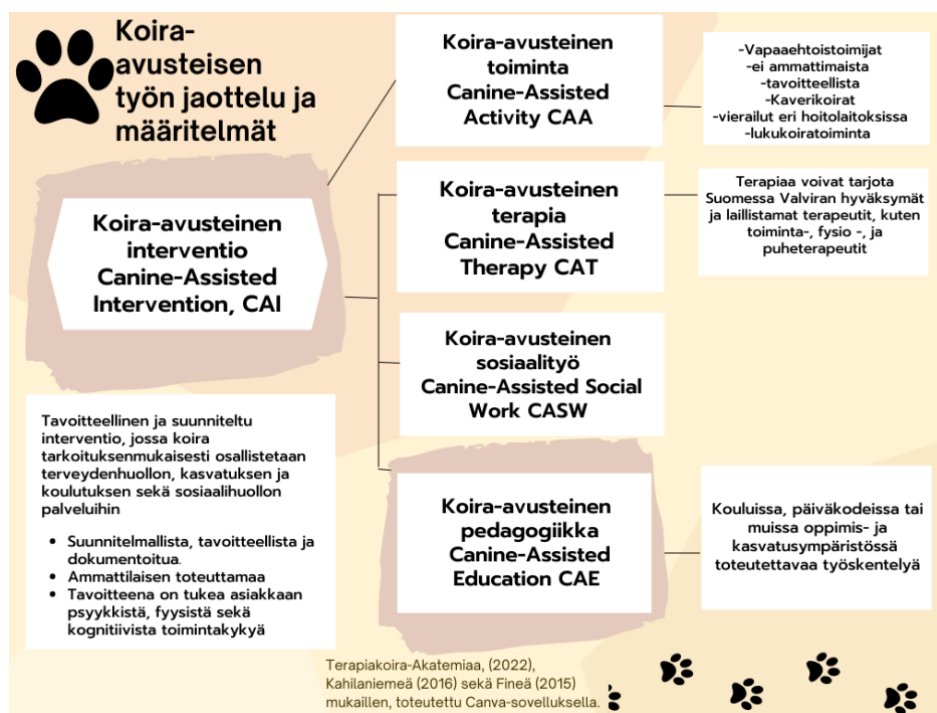 Koira-
avusteisen
työn jaottelu ja
määritelmät
Koira-avusteinen
interventio
Canine-Assisted
Intervention, CAI
Tavoitteellinen ja suunniteltu
interventio, jossa koira
tarkoituksenmukaisesti osallistetaan
terveydenhuollon, kasvatuksen ja
koulutuksen sekä sosiaalihuollon
palveluihin
• Suunnitelmallista, tavoitteellista ja
dokumentoitua.
• Ammattilaisen toteuttamaa
• Tavoitteena on tukea asiakkaan
psyykkistä, fyysistä sekä
kognitiivista toimintakykyä
Koira-avusteinen
toiminta
Canine-Assisted
Activity CAA
-Vapaaehtoistoimijat
-ei ammattimaista
-tavoitteellista
-Kaverikoirat
-vierailut eri hoitolaitoksissa
-lukukoiratoiminta
Koira-avusteinen
terapia
Canine-Assisted
Therapy CAT
Terapiaa voivat tarjota
Suomessa Valviran hyväksymät
ja laillistamat terapeutit, kuten
toiminta-, fysio -, ja
puheterapeutit
Koira-avusteinen
sosiaalityö
Canine-Assisted Social
Work CASW
Koira-avusteinen
pedagogiikka
Canine-Assisted
Education CAE
Kouluissa, päiväkodeissa tai
muissa oppimis- ja
kasvatusympäristössä
toteutettavaa työskentelyä
Terapiakoira-Akatemiaa, (2022),
Kahilaniemeä (2016) sekä Fineä (2015)
mukaillen, toteutettu Canva-sovelluksella.